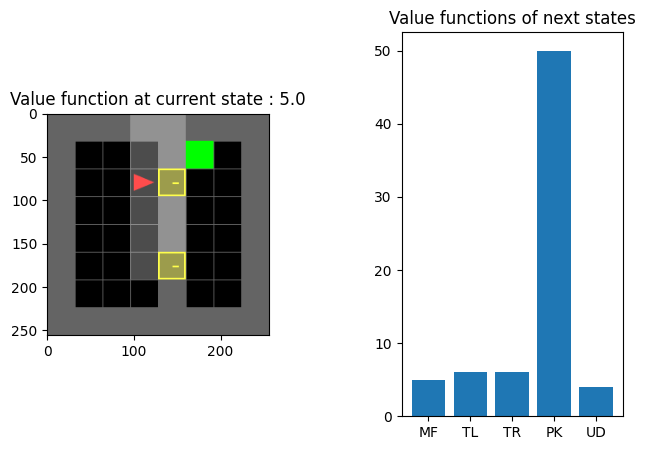 Value functions of next states
Value function at current state : 5.0
0
50
100
150
200
250
0
100
200
50
40
30
20
10
0
MF
TL
TR
PK
UD